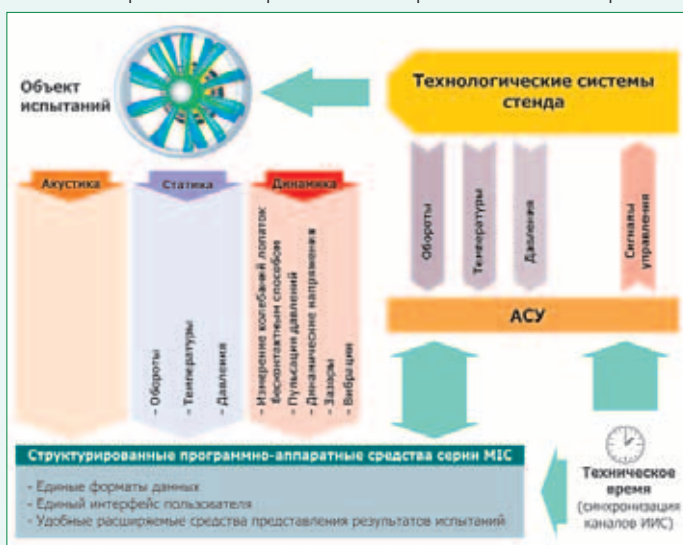 Объект
испытаний
Технологические системы
стенда
Акустика
Статика
Динамика
- Обороты
- Температуры
- Давления
- Измерение колебаний лопаток
бесконтактным способом
- Пульсации давлений
- Динамические напряжения
- Зазоры
- Вибрации
Обороты
Температуры
Давления
Сигналы
управления
АСУ
Структурированные программно-аппаратные средства серии MIC
- Единые форматы данных
- Единый интерфейс пользователя
- Удобные расширяемые средства представления результатов испытаний
Техническое
время
(синхронизация
каналов ИИС)